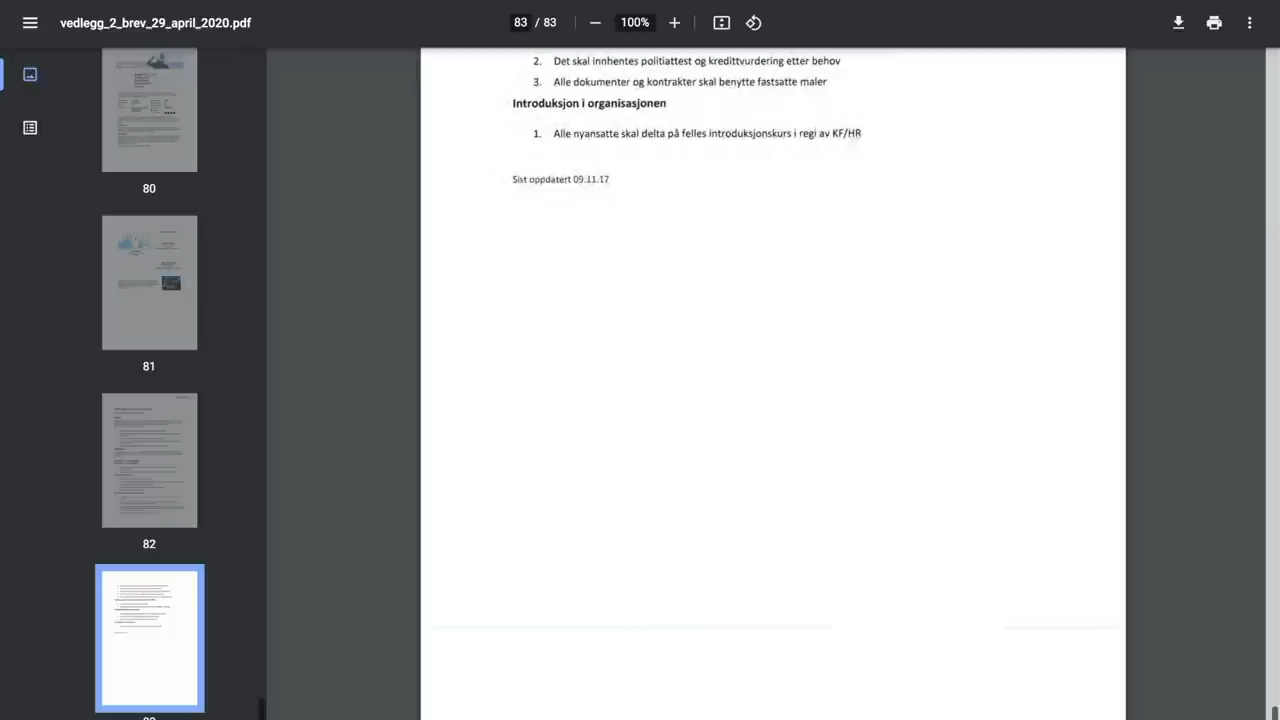 vedlegg_2_brev_29_april_2020.pdf
83 / 83
100%
2. Det skal innhentes politiattest og kredittvurdering etter behov
3. Alle dokumenter og kontrakter skal benytte fastsatte maler
Introduksjon i organisasjonen
1. Alle nyansatte skal delta på felles introduksjonskurs i regi av KF/HR
Sist oppdatert 09.11.17
80
81
82